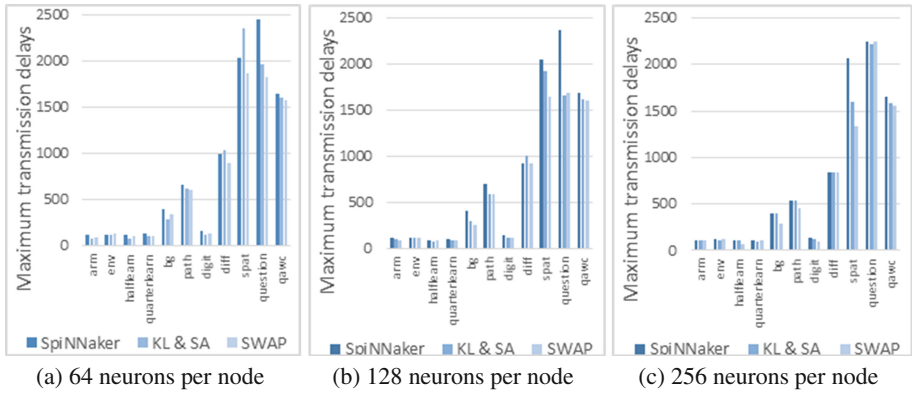 Maximum transmission delays
2500
2000
1500
1000
500
0
arm
env
halflearn
quarterlearn
bg
path
digit
diff
spat
question
qawc
SpiNNaker KL & SA SWAP
(a) 64 neurons per node
Maximum transmission delays
2500
2000
1500
1000
500
0
arm
env
halflearn
quarterlearn
bg
path
digit
diff
spat
question
qawc
SpiNNaker KL & SA SWAP
(b) 128 neurons per node
Maximum transmission delays
2500
2000
1500
1000
500
0
arm
env
halflearn
quarterlearn
bg
path
digit
diff
spat
question
qawc
SpiNNaker KL & SA SWAP
(c) 256 neurons per node